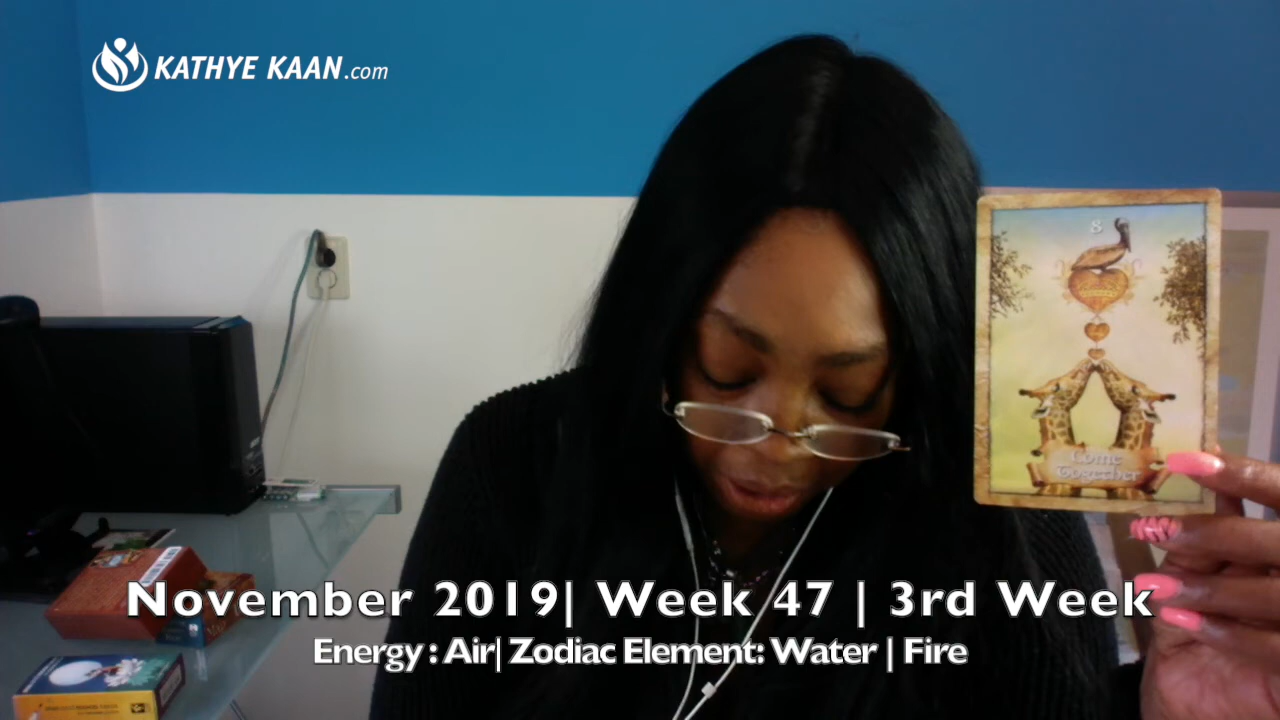 KATHYE KAAN.com
8
Come
Together
November 2019| Week 47 | 3rd Week
Energy : Air| Zodiac Element: Water | Fire